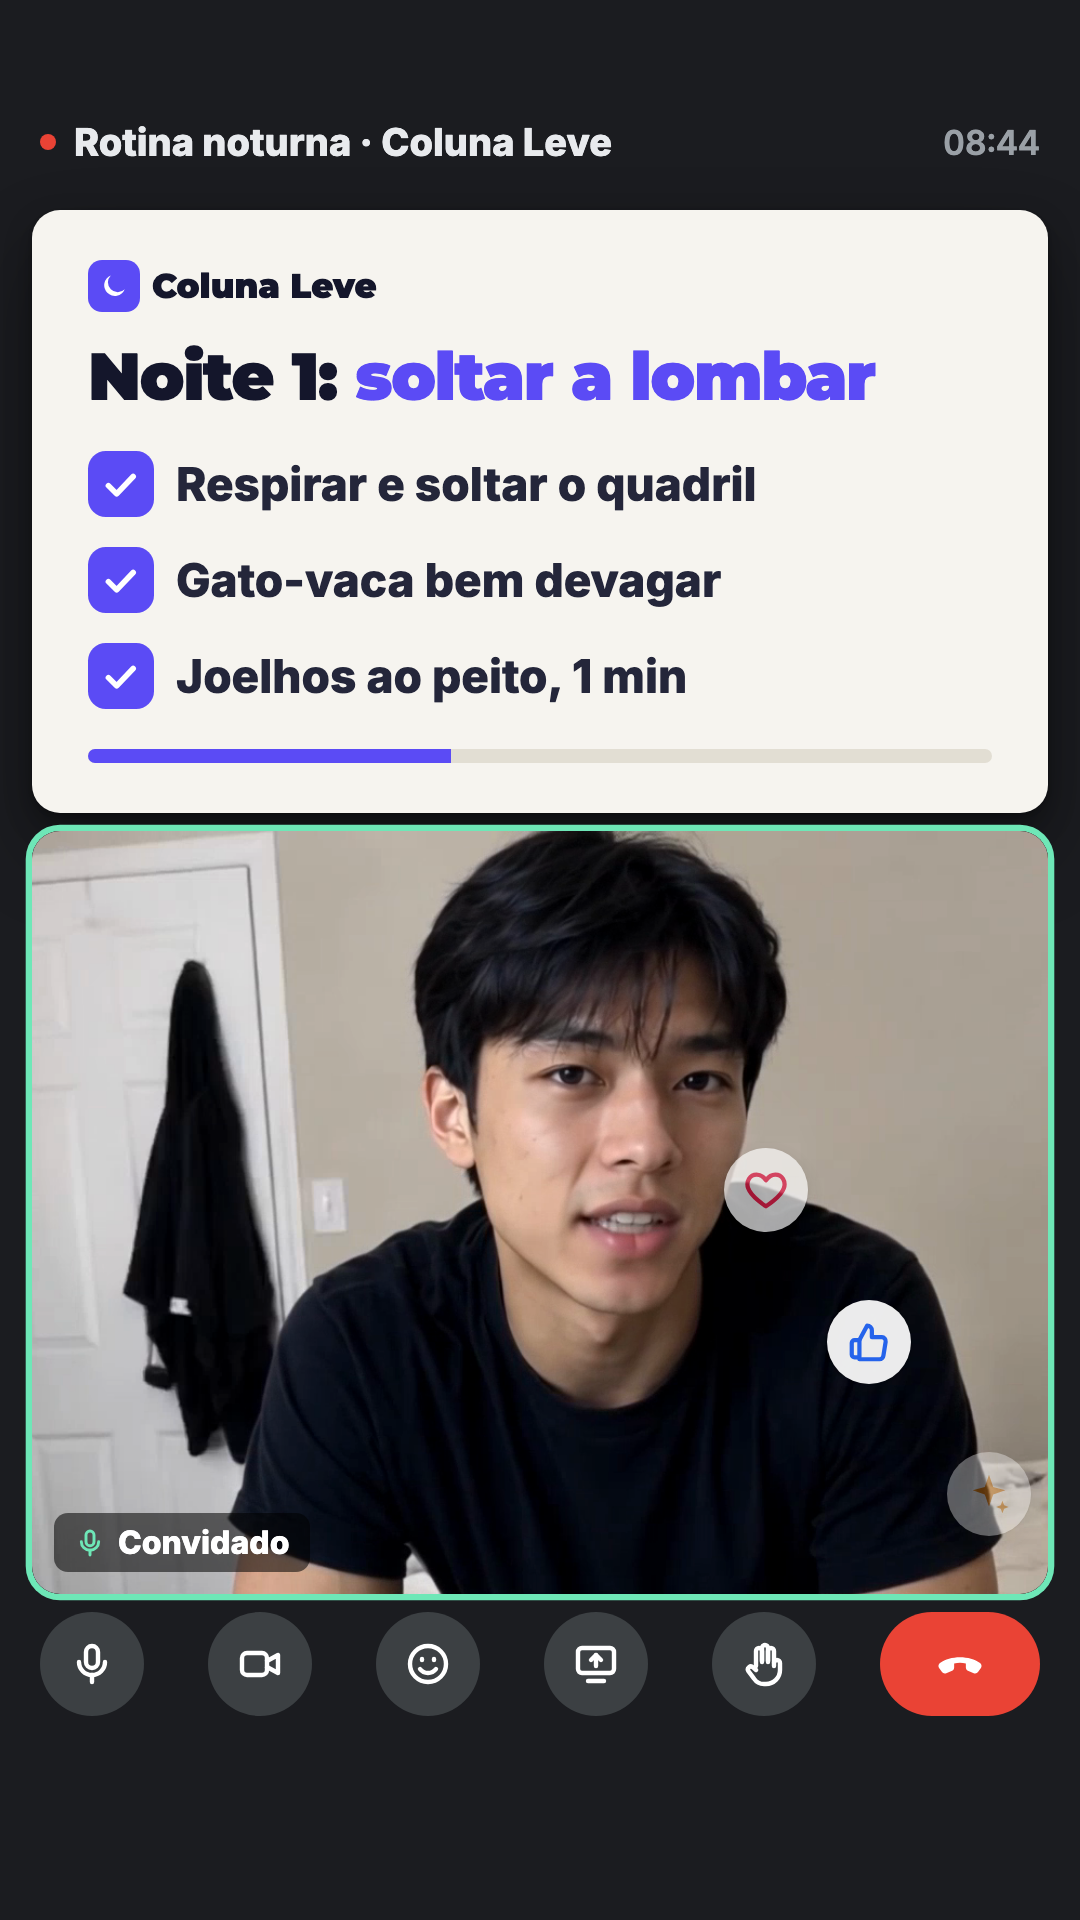 Rotina noturna · Coluna Leve
08:44
Coluna Leve
Noite 1: soltar a lombar
Respirar e soltar o quadril
Gato-vaca bem devagar
Joelhos ao peito, 1 min
Convidado